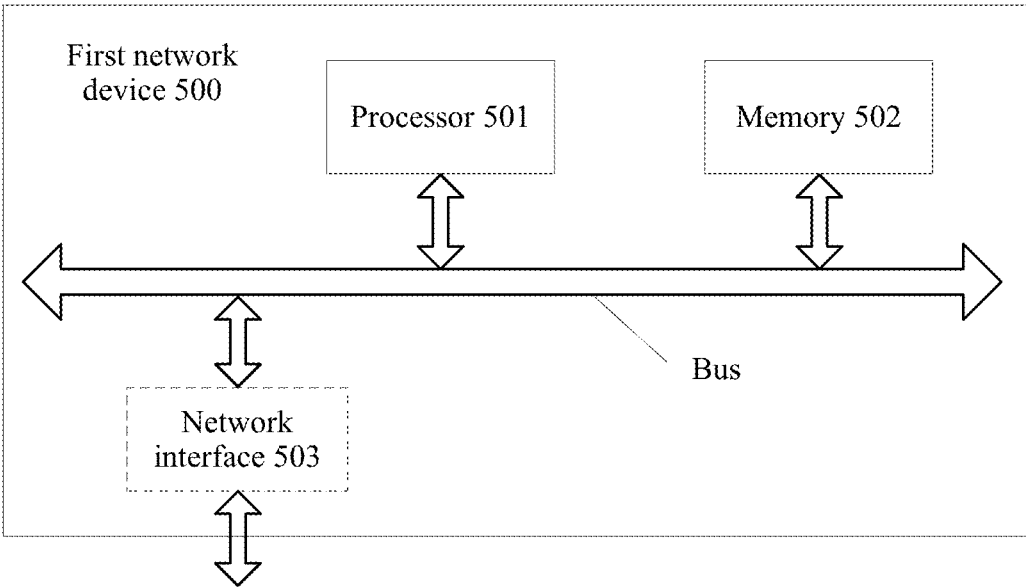 First network
device 500
Processor 501
Memory 502
Bus
Network
interface 503